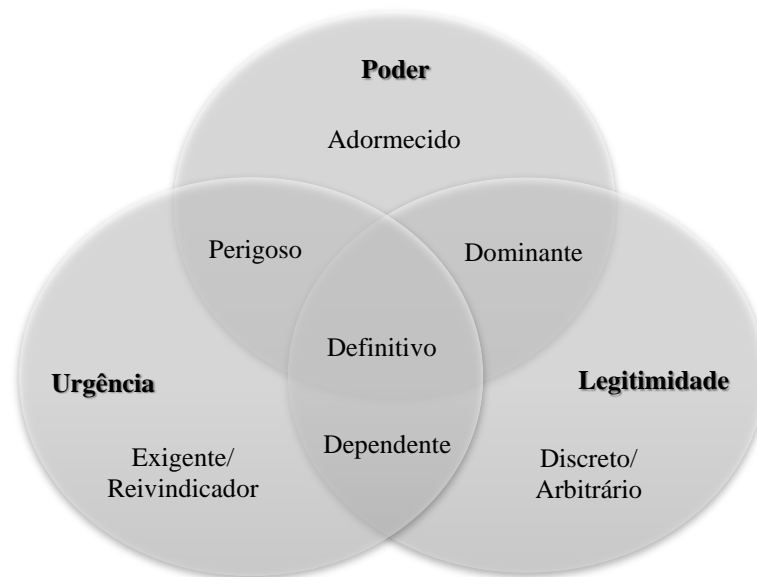 Poder
Adormecido
Perigoso
Dominante
Definitivo
Urgência
Legitimidade
Dependente
Exigente/
Reivindicador
Discreto/
Arbitrário